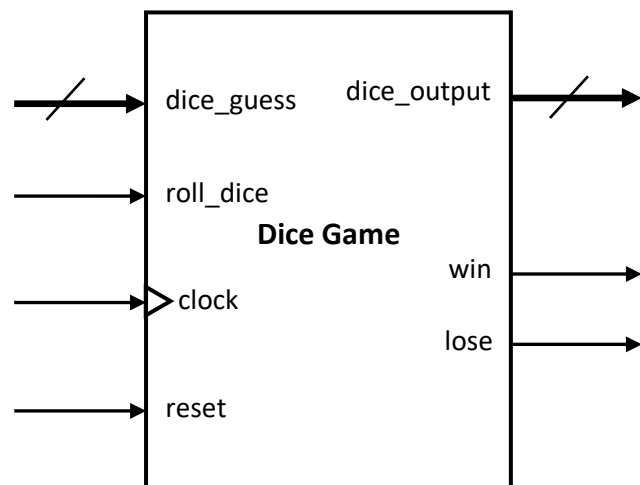 dice_guess
dice_output
roll_dice
Dice Game
win
clock
lose
reset